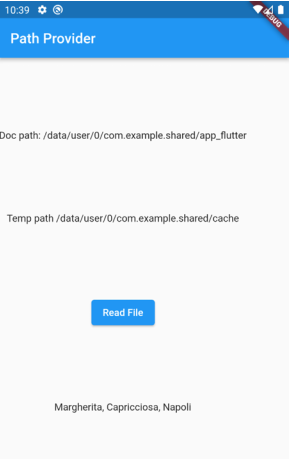 10:39
DEBUG
Path Provider
Doc path: /data/user/0/com.example.shared/app_flutter
Temp path /data/user/0/com.example.shared/cache
Read File
Margherita, Capricciosa, Napoli